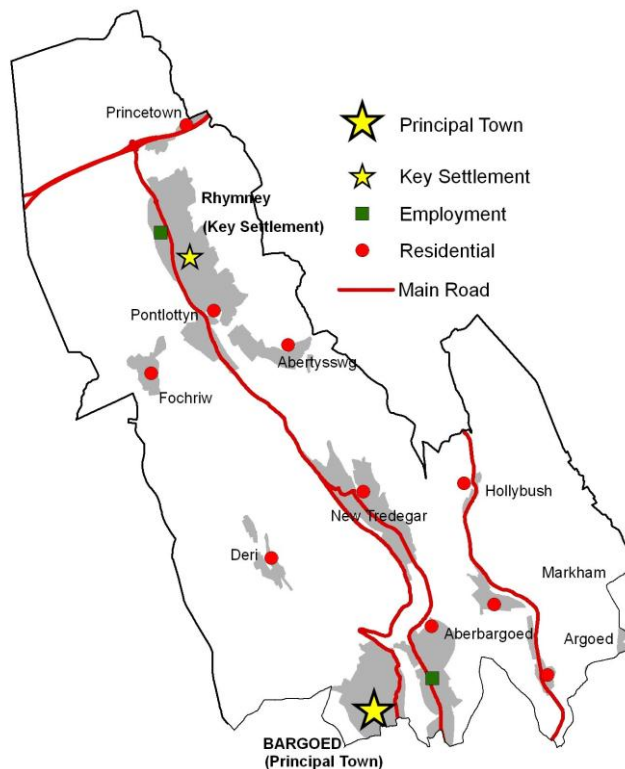 Princetown
Principal Town
Key Settlement
Employment
Residential
Main Road
Rhymney
(Key Settlement)
Pontlottyn
Abertysswg
Fochriw
New Tredegar
Hollybush
Deri
Markham
Aberbargoed
Argoed
BARGOED
(Principal Town)